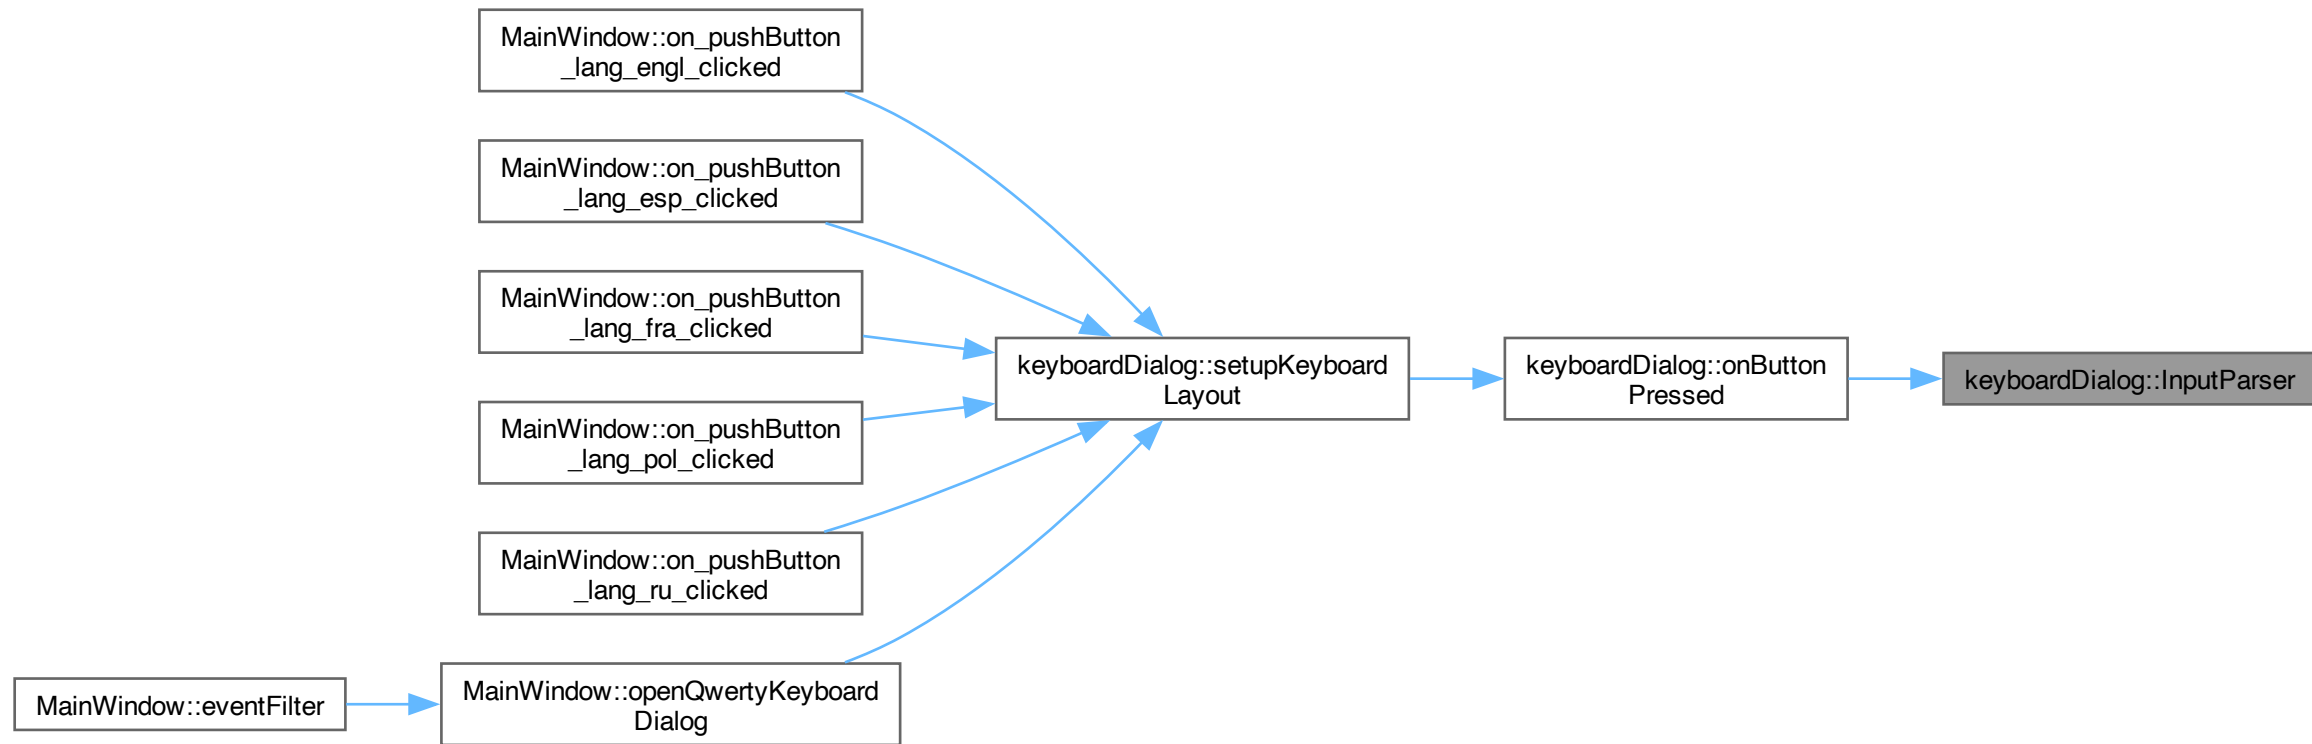 MainWindow::on_pushButton
_lang_engl_clicked
MainWindow::on_pushButton
_lang_esp_clicked
MainWindow::on_pushButton
_lang_fra_clicked
keyboardDialog::setupKeyboard
Layout
keyboardDialog::onButton
Pressed
keyboardDialog::InputParser
MainWindow::on_pushButton
_lang_pol_clicked
MainWindow::on_pushButton
_lang_ru_clicked
MainWindow::eventFilter
MainWindow::openQwertyKeyboard
Dialog